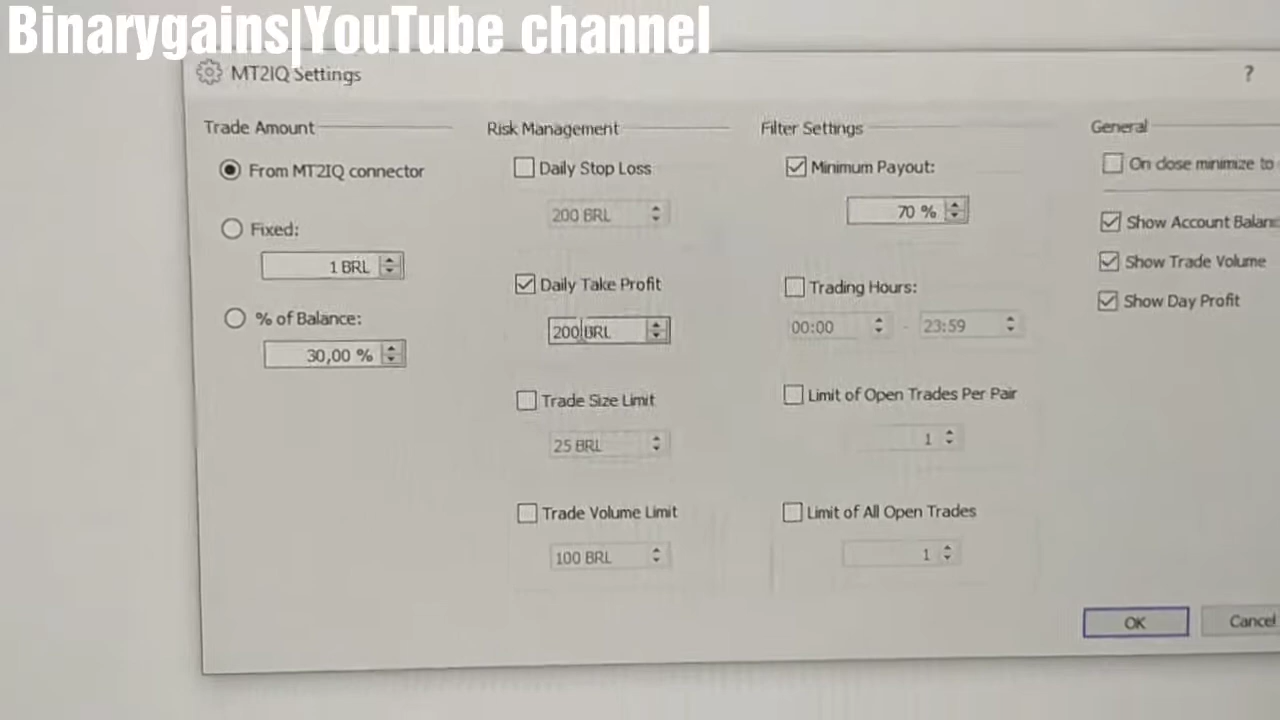 Binarygains|YouTube channel
MT2IQ Settings
?
Trade Amount
From MT2IQ connector
Fixed:
1 BRL
% of Balance:
30,00 %
Risk Management
Daily Stop Loss
200 BRL
Daily Take Profit
200 BRL
Trade Size Limit
25 BRL
Trade Volume Limit
100 BRL
Filter Settings
Minimum Payout:
70 %
Trading Hours:
00:00 - 23:59
Limit of Open Trades Per Pair
1
Limit of All Open Trades
1
General
On close minimize to
Show Account Balanc
Show Trade Volume
Show Day Profit
OK
Cancel